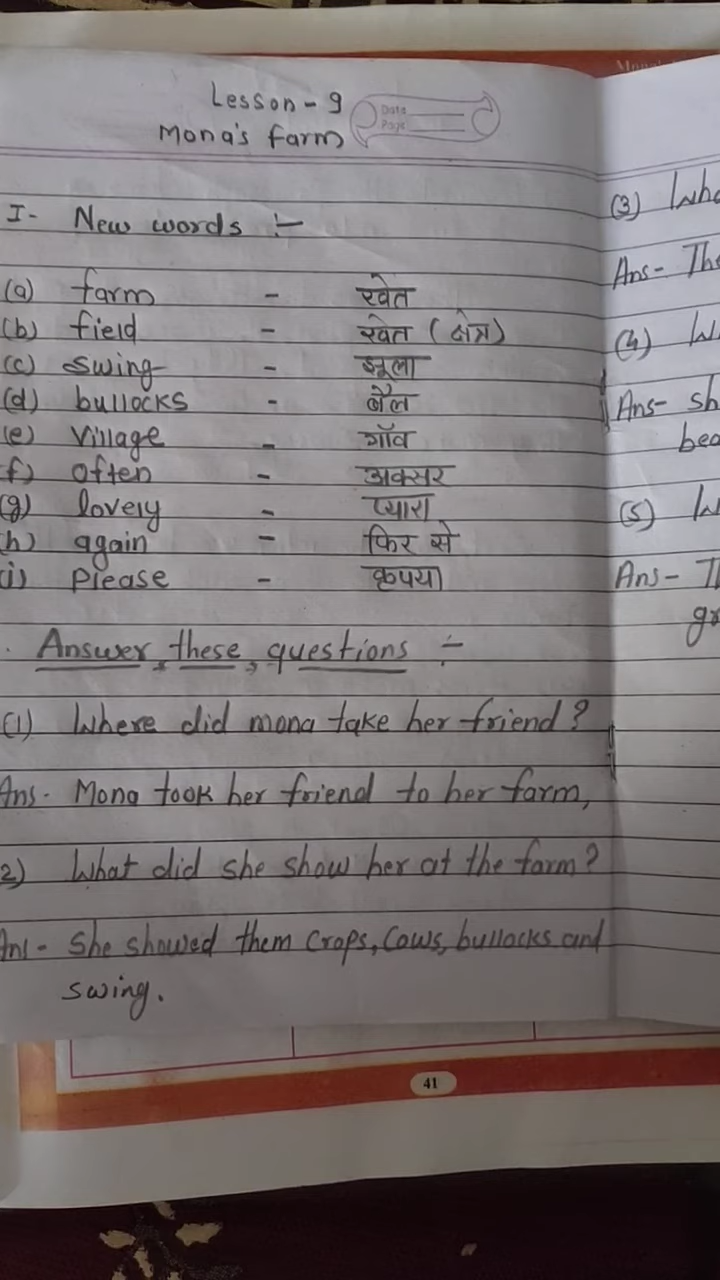 Lesson - 9
Date
Page
Mona's farm
I- New words :-
(a) farm - खेत
(b) field - खेत (क्षेत्र)
(c) swing - झूला
(d) bullocks - बैल
(e) village - गाँव
f) often - अक्सर
(g) lovely - प्यारा
h) again - फिर से
(i) please - कृपया
. Answer, these, questions :-
(1) Where did mona take her friend?
Ans- Mona took her friend to her farm,
2) What did she show her at the farm?
Ans- She showed them crops, cows, bullocks and
swing.
(3)
Ans-
(4)
Ans- sh
bea
(5)
Ans-
gr
41